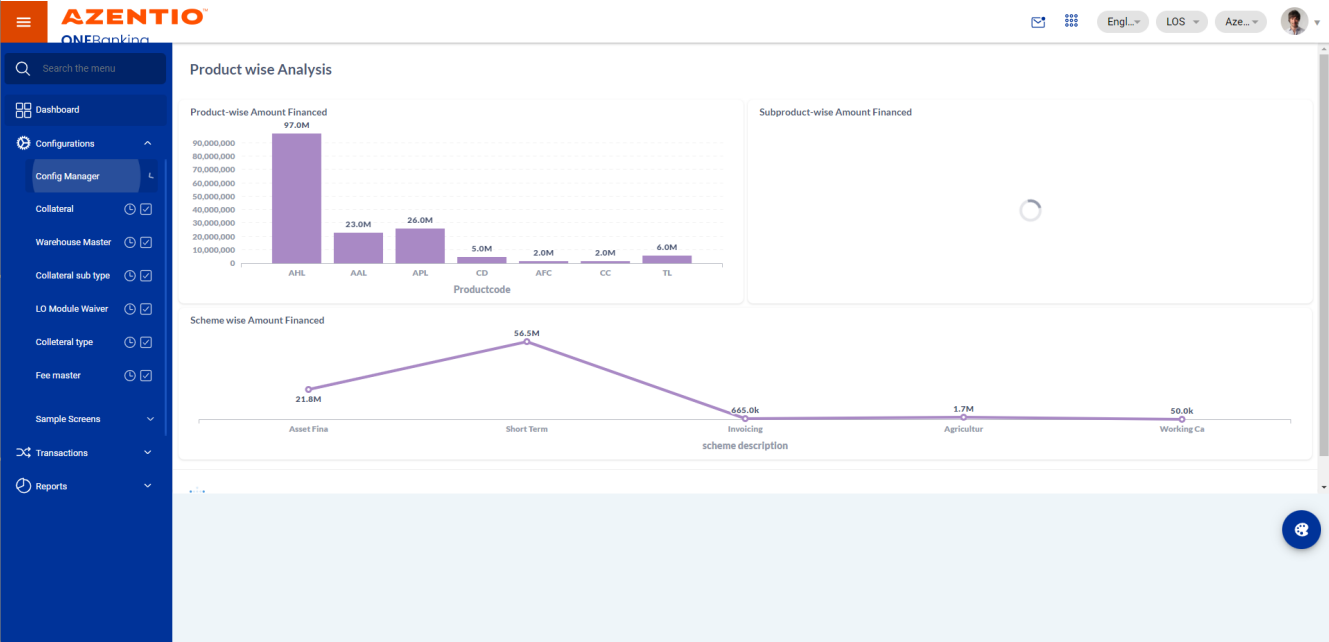 AZENTIO™
ONEBanking
Engl...
LOS
Aze...
Search the menu
Dashboard
Configurations
Config Manager
Collateral
Warehouse Master
Collateral sub type
LO Module Waiver
Colleteral type
Fee master
Sample Screens
Transactions
Reports
Product wise Analysis
Product-wise Amount Financed
97.0M
90,000,000
80,000,000
70,000,000
60,000,000
50,000,000
40,000,000
30,000,000
20,000,000
10,000,000
0
23.0M
26.0M
5.0M
2.0M
2.0M
6.0M
AHL AAL APL CD AFC CC TL
Productcode
Subproduct-wise Amount Financed
Scheme wise Amount Financed
56.5M
21.8M
665.0k
1.7M
50.0k
Asset Fina Short Term Invoicing Agricultur Working Ca
scheme description